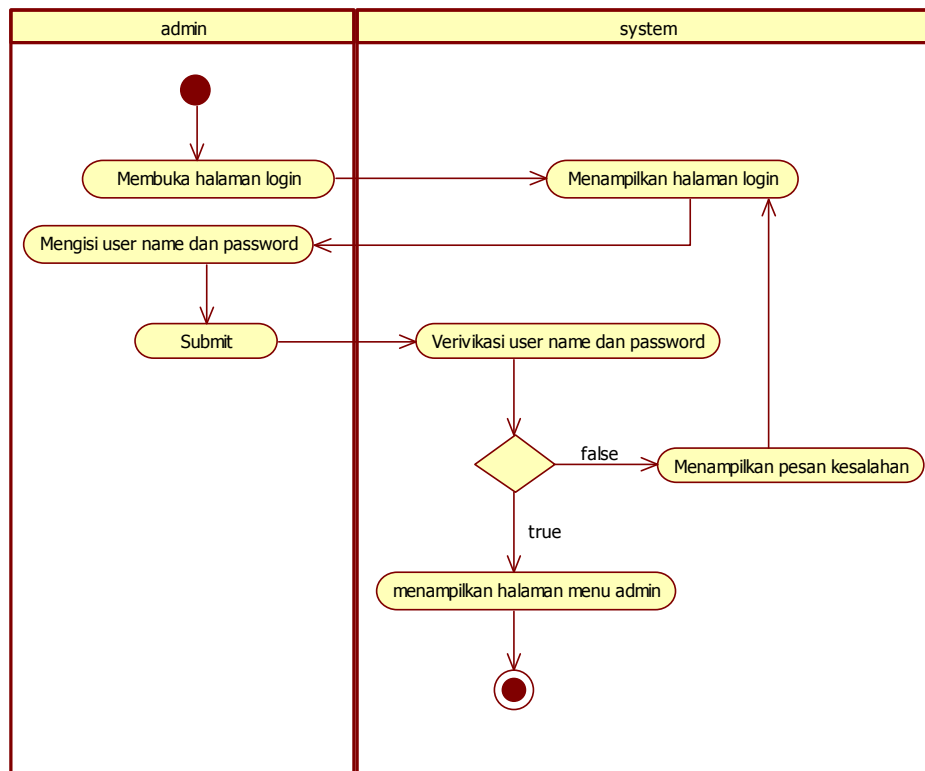 admin
system
Membuka halaman login
Menampilkan halaman login
Mengisi user name dan password
Submit
Verivikasi user name dan password
false
Menampilkan pesan kesalahan
true
menampilkan halaman menu admin